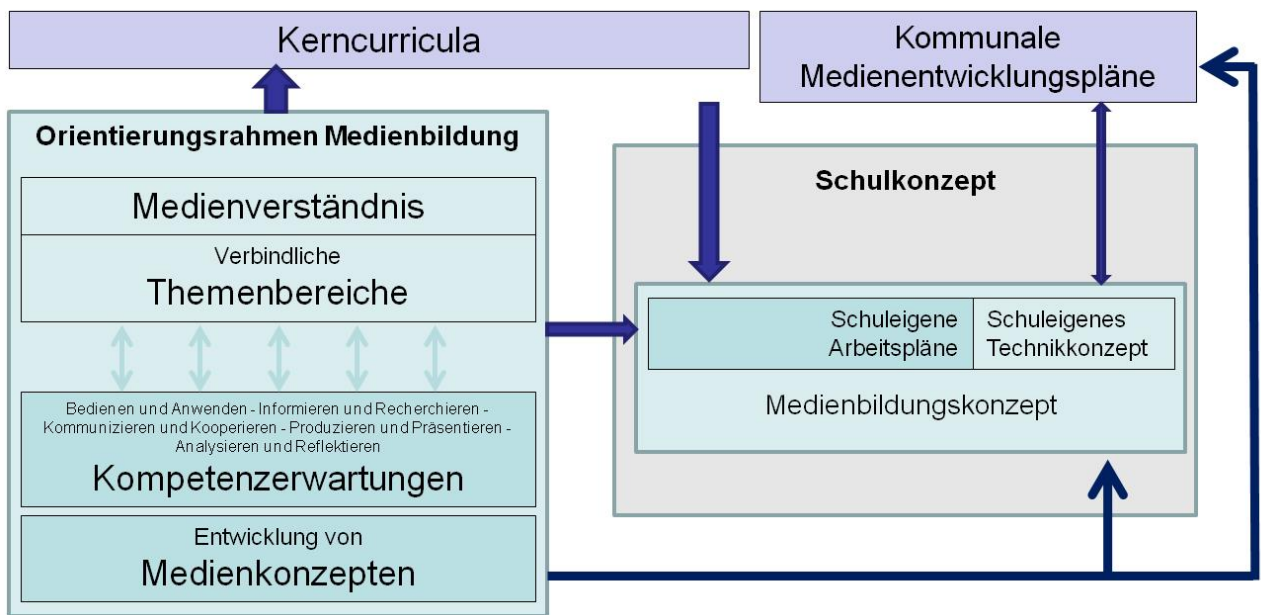 Kerncurricula
Kommunale
Medienentwicklungspläne
Orientierungsrahmen Medienbildung
Medienverständnis
Verbindliche
Themenbereiche
Bedienen und Anwenden - Informieren und Recherchieren -
Kommunizieren und Kooperieren - Produzieren und Präsentieren -
Analysieren und Reflektieren
Kompetenzerwartungen
Entwicklung von
Medienkonzepten
Schulkonzept
Schuleigene
Arbeitspläne
Schuleigenes
Technikkonzept
Medienbildungskonzept